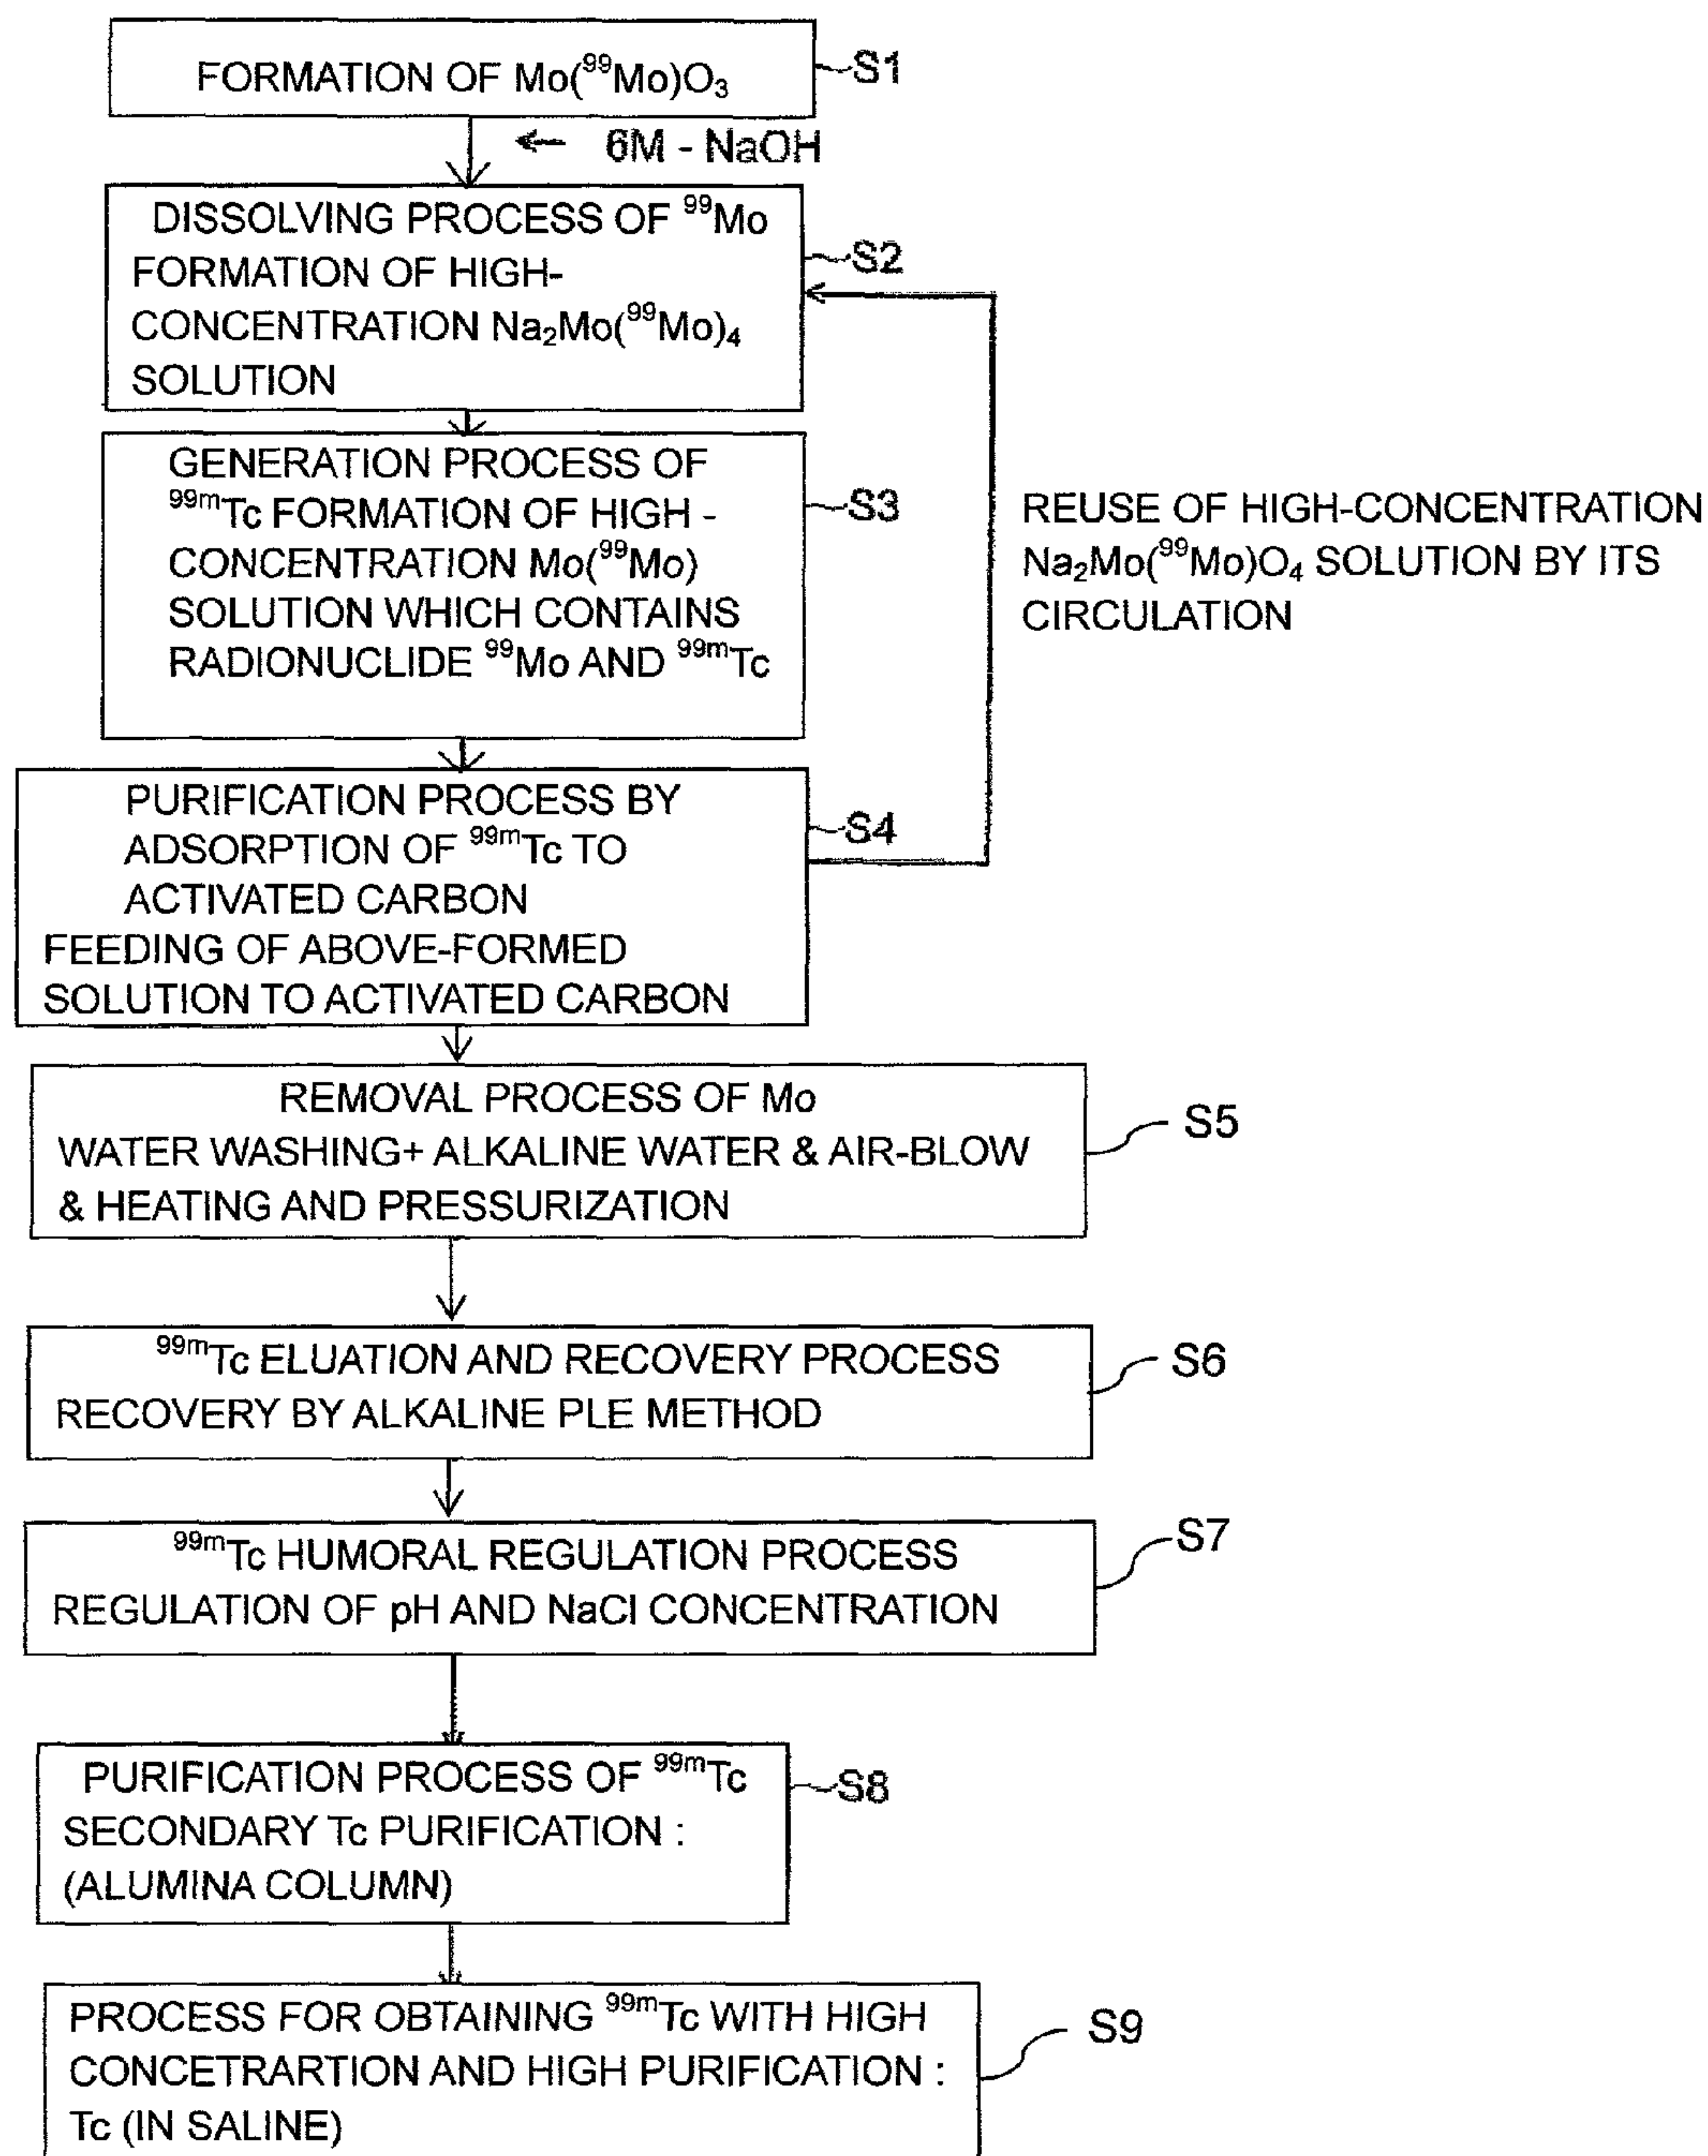 FORMATION OF Mo(⁹⁹Mo)O₃
S1
← 6M - NaOH
DISSOLVING PROCESS OF ⁹⁹Mo
FORMATION OF HIGH-
CONCENTRATION Na₂Mo(⁹⁹Mo)₄
SOLUTION
S2
GENERATION PROCESS OF
⁹⁹ᵐTc FORMATION OF HIGH -
CONCENTRATION Mo(⁹⁹Mo)
SOLUTION WHICH CONTAINS
RADIONUCLIDE ⁹⁹Mo AND ⁹⁹ᵐTc
S3
REUSE OF HIGH-CONCENTRATION
Na₂Mo(⁹⁹Mo)O₄ SOLUTION BY ITS
CIRCULATION
PURIFICATION PROCESS BY
ADSORPTION OF ⁹⁹ᵐTc TO
ACTIVATED CARBON
FEEDING OF ABOVE-FORMED
SOLUTION TO ACTIVATED CARBON
S4
REMOVAL PROCESS OF Mo
WATER WASHING+ ALKALINE WATER & AIR-BLOW
& HEATING AND PRESSURIZATION
S5
⁹⁹ᵐTc ELUATION AND RECOVERY PROCESS
RECOVERY BY ALKALINE PLE METHOD
S6
⁹⁹ᵐTc HUMORAL REGULATION PROCESS
REGULATION OF pH AND NaCl CONCENTRATION
S7
PURIFICATION PROCESS OF ⁹⁹ᵐTc
SECONDARY Tc PURIFICATION :
(ALUMINA COLUMN)
S8
PROCESS FOR OBTAINING ⁹⁹ᵐTc WITH HIGH
CONCETRARTION AND HIGH PURIFICATION :
Tc (IN SALINE)
S9